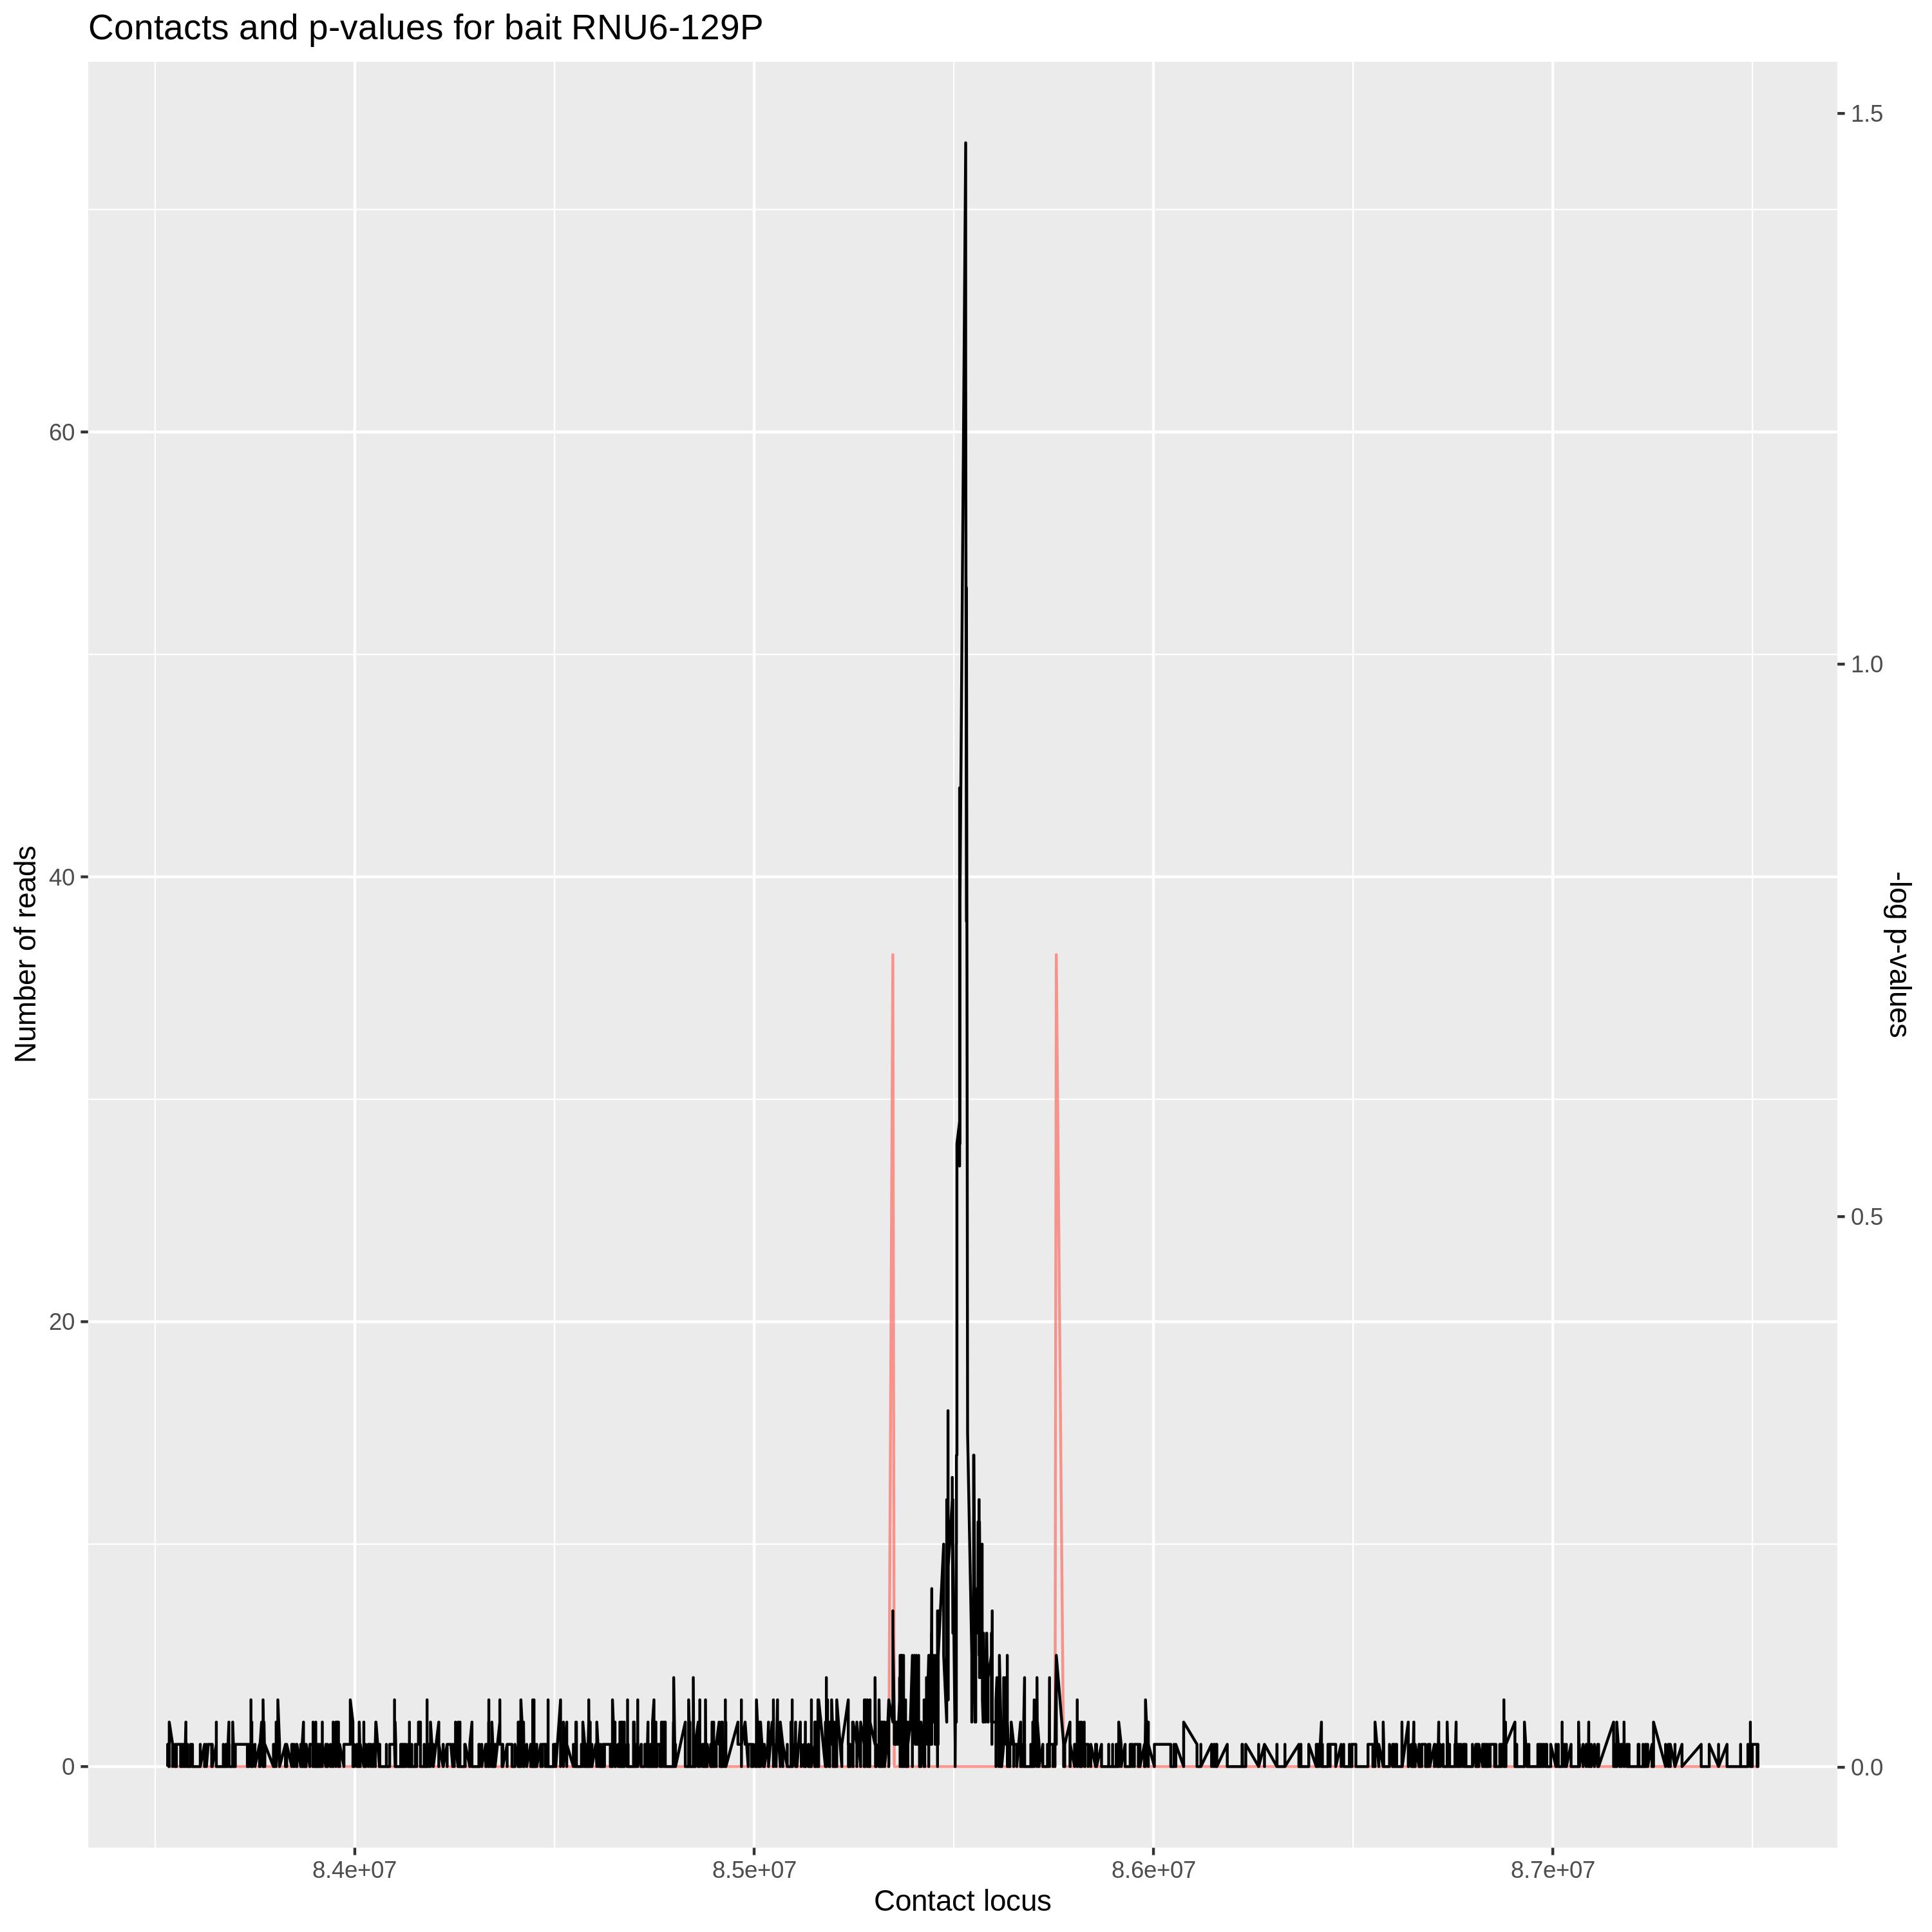 Contacts and p-values for bait RNU6-129P
1.5
60
1.0
40
Number of reads
-log p-values
0.5
20
0
0.0
8.4e+07
8.5e+07
8.6e+07
8.7e+07
Contact locus